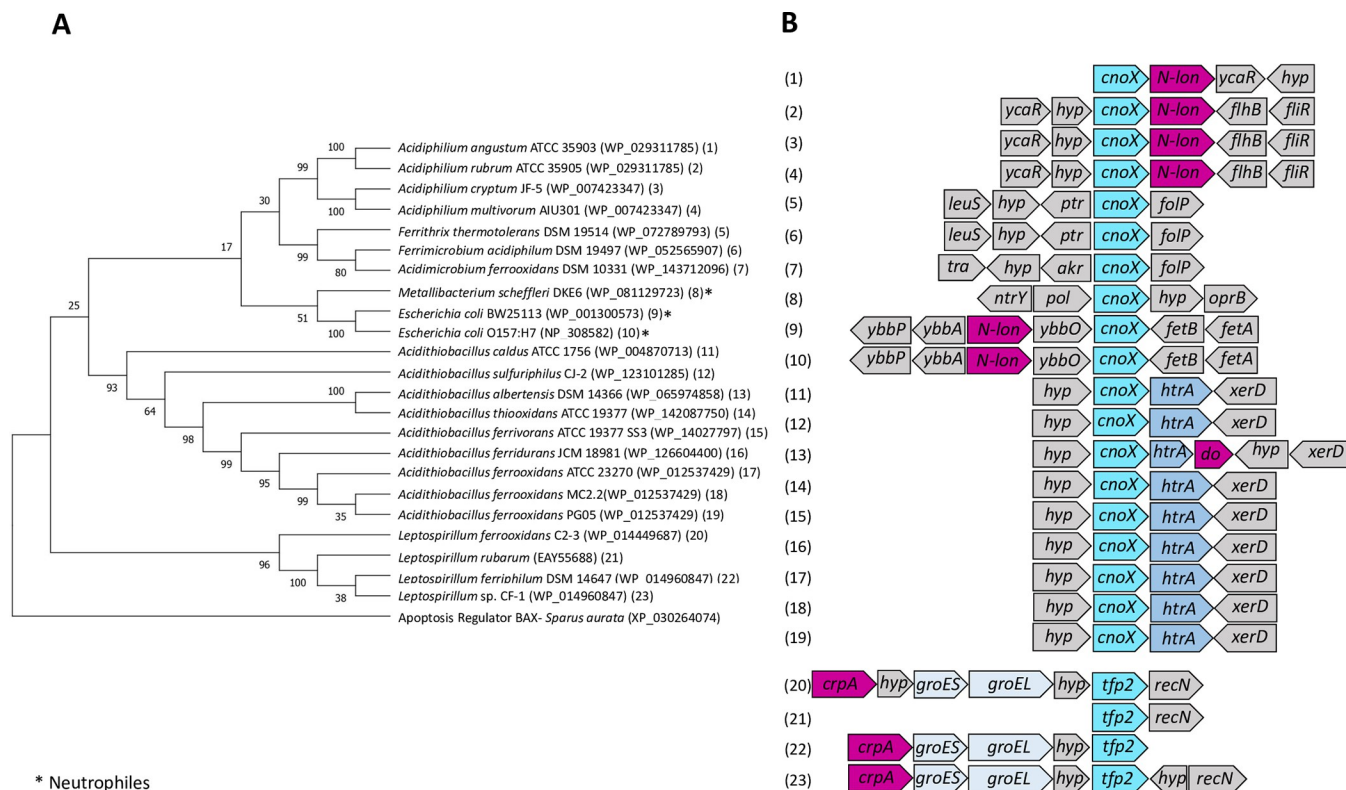 A
B
100
99
30
100
17
99
80
25
51
100
93
64
100
98
99
95
99
35
96
100
38
Acidiphilium angustum ATCC 35903 (WP_029311785) (1)
Acidiphilium rubrum ATCC 35905 (WP_029311785) (2)
Acidiphilium cryptum JF-5 (WP_007423347) (3)
Acidiphilium multivorum AIU301 (WP_007423347) (4)
Ferrithrix thermotolerans DSM 19514 (WP_072789793) (5)
Ferrimicrobium acidiphilum DSM 19497 (WP_052565907) (6)
Acidimicrobium ferrooxidans DSM 10331 (WP_143712096) (7)
Metallibacterium scheffleri DKE6 (WP_081129723) (8)*
Escherichia coli BW25113 (WP_001300573) (9)*
Escherichia coli O157:H7 (NP_308582) (10)*
Acidithiobacillus caldus ATCC 1756 (WP_004870713) (11)
Acidithiobacillus sulfuriphilus CJ-2 (WP_123101285) (12)
Acidithiobacillus albertensis DSM 14366 (WP_065974858) (13)
Acidithiobacillus thiooxidans ATCC 19377 (WP_142087750) (14)
Acidithiobacillus ferrivorans ATCC 19377 SS3 (WP_14027797) (15)
Acidithiobacillus ferridurans JCM 18981 (WP_126604400) (16)
Acidithiobacillus ferrooxidans ATCC 23270 (WP_012537429) (17)
Acidithiobacillus ferrooxidans MC2.2(WP_012537429) (18)
Acidithiobacillus ferrooxidans PG05 (WP_012537429) (19)
Leptospirillum ferrooxidans C2-3 (WP_014449687) (20)
Leptospirillum rubarum (EAY55688) (21)
Leptospirillum ferriphilum DSM 14647 (WP_014960847) (22)
Leptospirillum sp. CF-1 (WP_014960847) (23)
Apoptosis Regulator BAX- Sparus aurata (XP_030264074)
* Neutrophiles
(1) cnoX N-lon ycaR hyp
(2) ycaR hyp cnoX N-lon flhB fliR
(3) ycaR hyp cnoX N-lon flhB fliR
(4) ycaR hyp cnoX N-lon flhB fliR
(5) leuS hyp ptr cnoX folP
(6) leuS hyp ptr cnoX folP
(7) tra hyp akr cnoX folP
(8) ntrY pol cnoX hyp oprB
(9) ybbP ybbA N-lon ybbO cnoX fetB fetA
(10) ybbP ybbA N-lon ybbO cnoX fetB fetA
(11) hyp cnoX htrA xerD
(12) hyp cnoX htrA xerD
(13) hyp cnoX htrA do hyp xerD
(14) hyp cnoX htrA xerD
(15) hyp cnoX htrA xerD
(16) hyp cnoX htrA xerD
(17) hyp cnoX htrA xerD
(18) hyp cnoX htrA xerD
(19) hyp cnoX htrA xerD
(20) crpA hyp groES groEL hyp tfp2 recN
(21) tfp2 recN
(22) crpA groES groEL hyp tfp2
(23) crpA groES groEL hyp tfp2 hyp recN